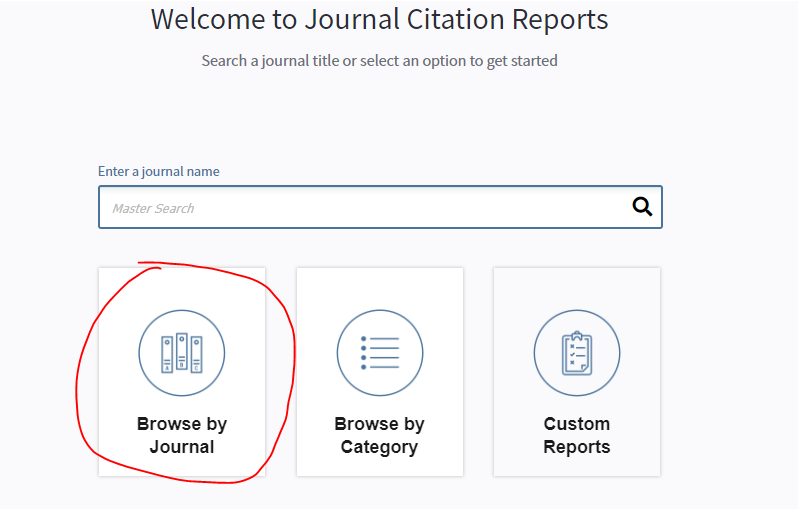 Welcome to Journal Citation Reports
Search a journal title or select an option to get started
Enter a journal name
Master Search
A B C
Browse by
Journal
Browse by
Category
Custom
Reports